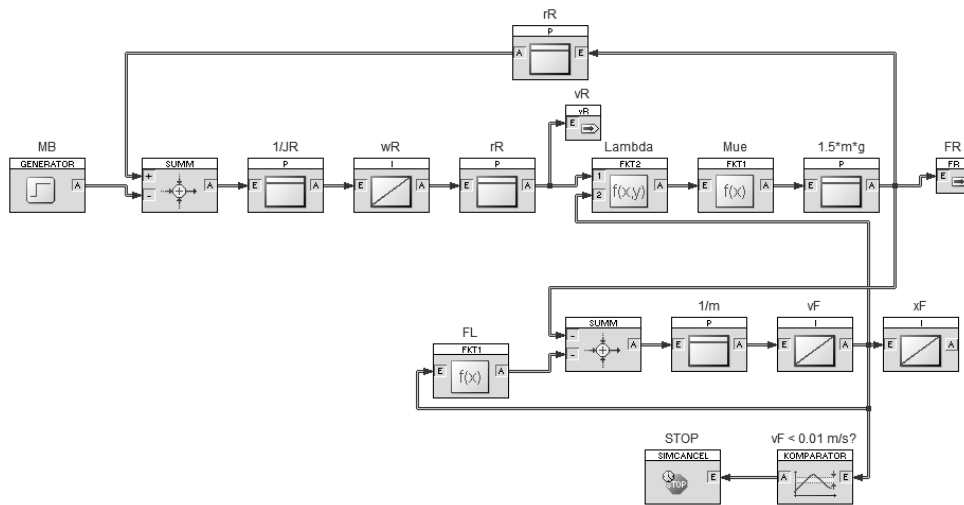 rR
P
A E
vR
vR
E
MB
GENERATOR
A
SUMM
+
-
A
1/JR
P
E A
wR
I
E A
rR
P
E A
Lambda
FKT2
1
2
f(x,y)
A
Mue
FKT1
E f(x) A
1.5*m*g
P
E A
FR
FR
E
FL
FKT1
E f(x) A
SUMM
-
-
A
1/m
P
E A
vF
I
E A
xF
I
E A
STOP
SIMCANCEL
STOP
E
vF < 0.01 m/s?
KOMPARATOR
A E